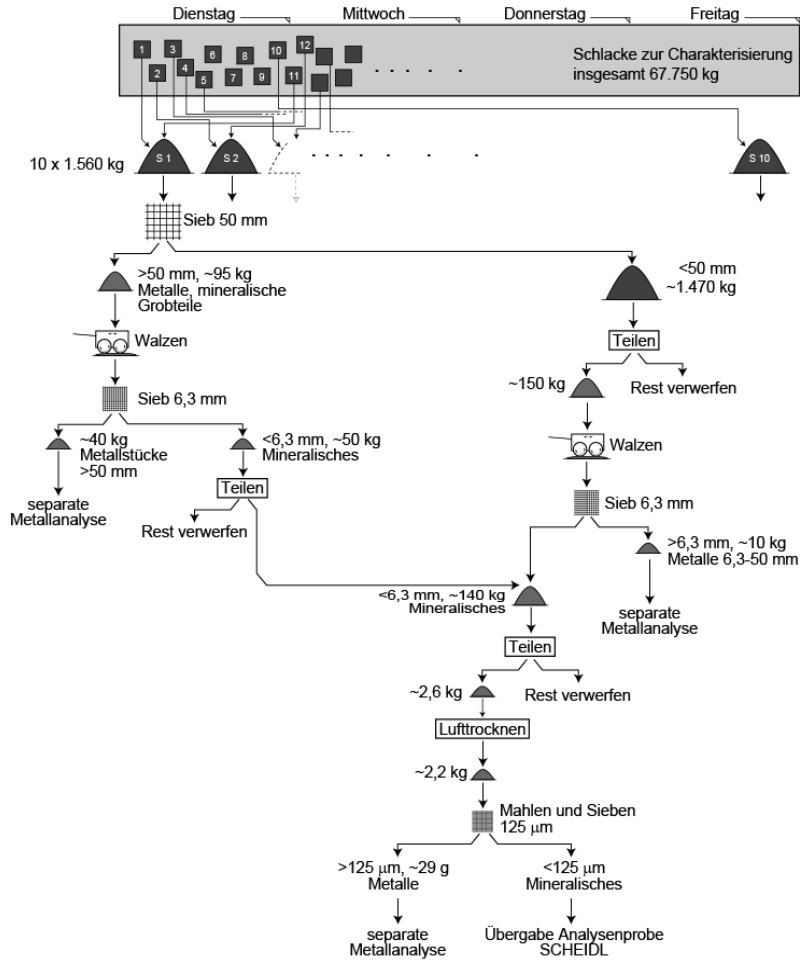 Dienstag
Mittwoch
Donnerstag
Freitag
1
3
6
8
10
12
2
4
5
7
9
11
Schlacke zur Charakterisierung
insgesamt 67.750 kg
10 x 1.560 kg
S 1
S 2
S 10
Sieb 50 mm
>50 mm, ~95 kg
Metalle, mineralische
Grobteile
<50 mm
~1.470 kg
Walzen
Teilen
~150 kg
Rest verwerfen
Sieb 6,3 mm
~40 kg
Metallstücke
>50 mm
<6,3 mm, ~50 kg
Mineralisches
Walzen
separate
Metallanalyse
Teilen
Rest verwerfen
Sieb 6,3 mm
>6,3 mm, ~10 kg
Metalle 6,3-50 mm
<6,3 mm, ~140 kg
Mineralisches
separate
Metallanalyse
Teilen
~2,6 kg
Rest verwerfen
Lufttrocknen
~2,2 kg
Mahlen und Sieben
125 µm
>125 µm, ~29 g
Metalle
<125 µm
Mineralisches
separate
Metallanalyse
Übergabe Analysenprobe
SCHEIDL